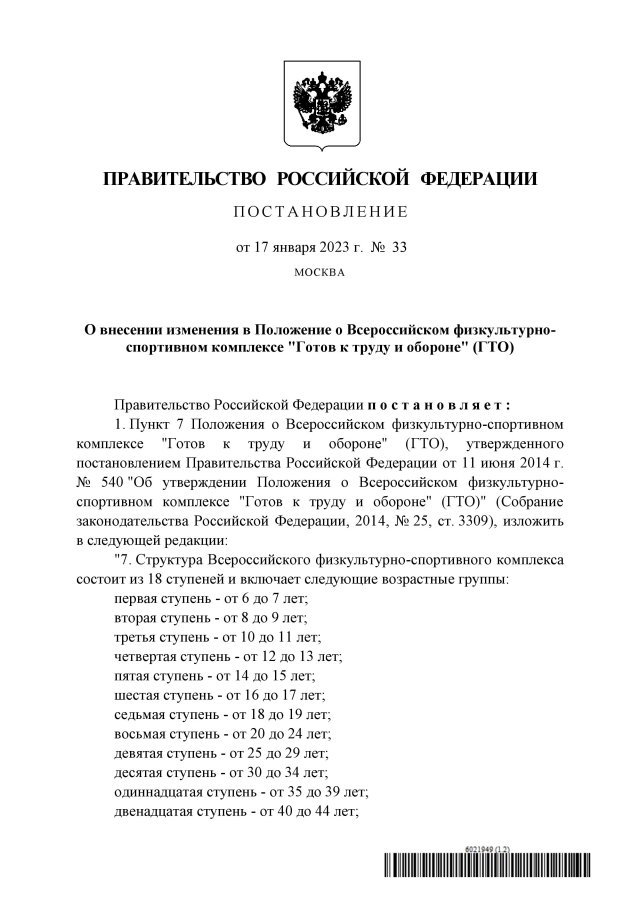 ПРАВИТЕЛЬСТВО РОССИЙСКОЙ ФЕДЕРАЦИИ
ПОСТАНОВЛЕНИЕ
от 17 января 2023 г. № 33
МОСКВА
О внесении изменения в Положение о Всероссийском физкультурно-
спортивном комплексе "Готов к труду и обороне" (ГТО)
Правительство Российской Федерации постановляет:
1. Пункт 7 Положения о Всероссийском физкультурно-спортивном
комплексе "Готов к труду и обороне" (ГТО), утвержденного
постановлением Правительства Российской Федерации от 11 июня 2014 г.
№ 540 "Об утверждении Положения о Всероссийском физкультурно-
спортивном комплексе "Готов к труду и обороне" (ГТО)" (Собрание
законодательства Российской Федерации, 2014, № 25, ст. 3309), изложить
в следующей редакции:
"7. Структура Всероссийского физкультурно-спортивного комплекса
состоит из 18 ступеней и включает следующие возрастные группы:
первая ступень - от 6 до 7 лет;
вторая ступень - от 8 до 9 лет;
третья ступень - от 10 до 11 лет;
четвертая ступень - от 12 до 13 лет;
пятая ступень - от 14 до 15 лет;
шестая ступень - от 16 до 17 лет;
седьмая ступень - от 18 до 19 лет;
восьмая ступень - от 20 до 24 лет;
девятая ступень - от 25 до 29 лет;
десятая ступень - от 30 до 34 лет;
одиннадцатая ступень - от 35 до 39 лет;
двенадцатая ступень - от 40 до 44 лет;
6021949 (1.2)